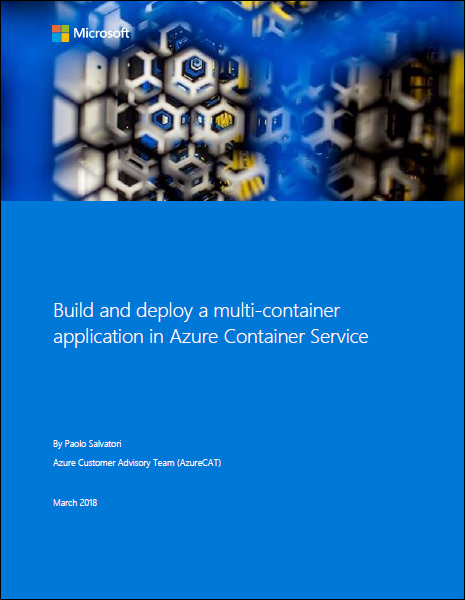 Microsoft
Build and deploy a multi-container
application in Azure Container Service
By Paolo Salvatori
Azure Customer Advisory Team (AzureCAT)
March 2018